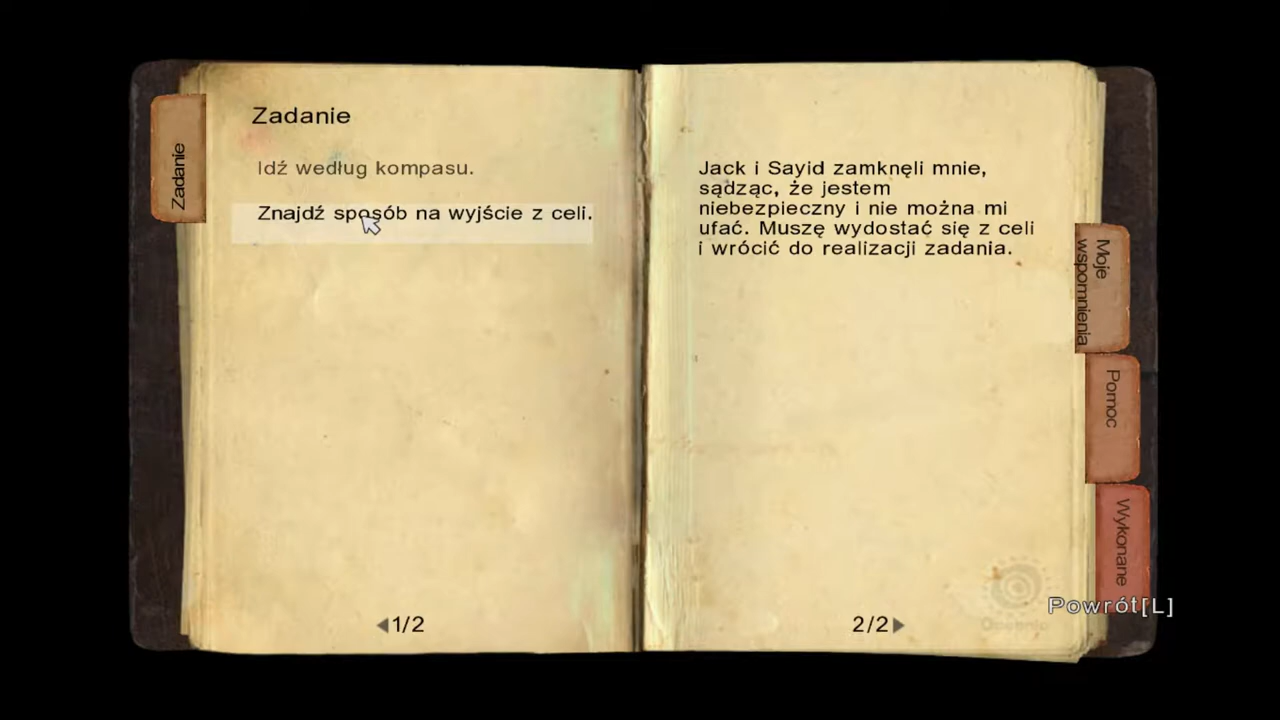 Zadanie
Zadanie
Idź według kompasu.
Znajdź sposób na wyjście z celi.
1/2
Jack i Sayid zamknęli mnie,
sądząc, że jestem
niebezpieczny i nie można mi
ufać. Muszę wydostać się z celi
i wrócić do realizacji zadania.
2/2
Moje
wspomnienia
Pomoc
Wykonane
Powrót[L]